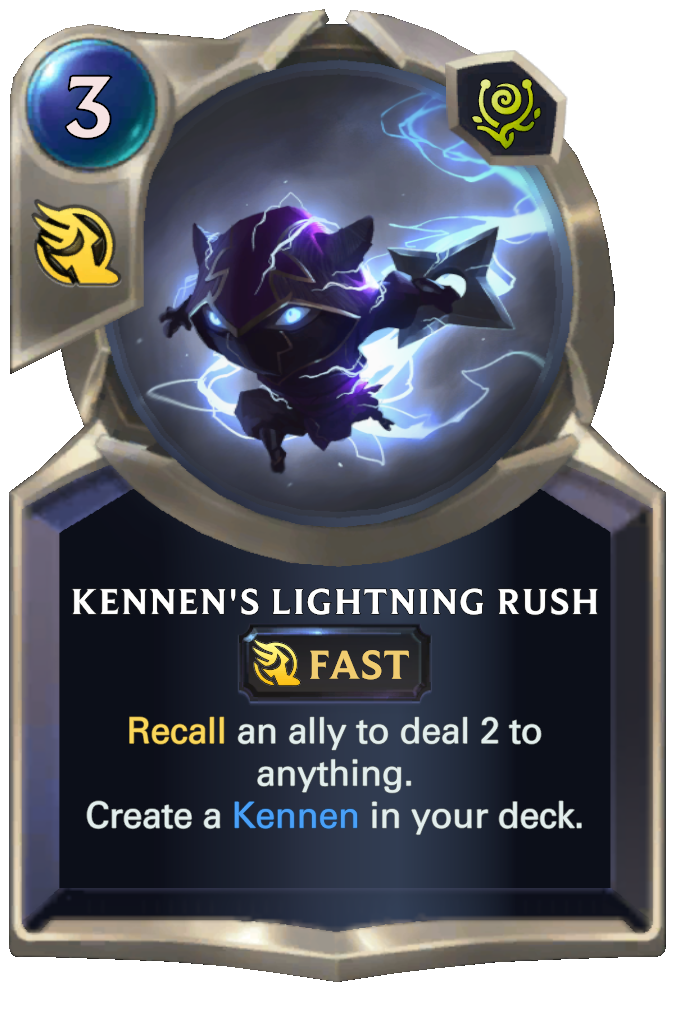 3
KENNEN'S LIGHTNING RUSH
FAST
Recall an ally to deal 2 to
anything.
Create a Kennen in your deck.